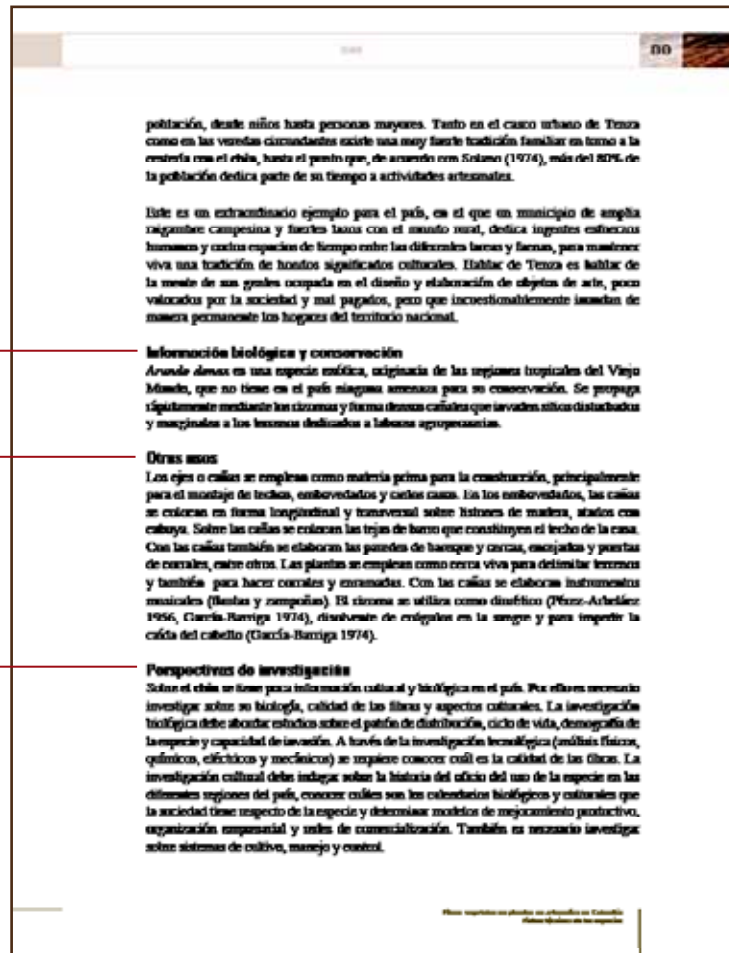 00
población, desde niños hasta personas mayores. Tanto en el casco urbano de Tenza
como en las veredas circundantes existe una muy fuerte tradición familiar en torno a la
cestería con el chin, hasta el punto que, de acuerdo con Solano (1974), más del 80% de
la población dedica parte de su tiempo a actividades artesanales.
Este es un extraordinario ejemplo para el país, en el que un municipio de amplia
raigambre campesina y fuertes lazos con el mundo rural, dedica ingentes esfuerzos
humanos y cortos espacios de tiempo entre las diferentes tareas y faenas, para mantener
viva una tradición de hondos significados culturales. Hablar de Tenza es hablar de
la mente de sus gentes ocupada en el diseño y elaboración de objetos de arte, poco
valorados por la sociedad y mal pagados, pero que incuestionablemente inundan de
manera permanente los hogares del territorio nacional.
Información biológica y conservación
Arundo donax es una especie exótica, originaria de las regiones tropicales del Viejo
Mundo, que no tiene en el país ninguna amenaza para su conservación. Se propaga
rápidamente mediante los rizomas y forma densos cañales que invaden sitios disturbados
y marginales a los terrenos dedicados a labores agropecuarias.
Otros usos
Los ejes o cañas se emplean como materia prima para la construcción, principalmente
para el montaje de techos, embovedados y cielos rasos. En los embovedados, las cañas
se colocan en forma longitudinal y transversal sobre listones de madera, atados con
cabuya. Sobre las cañas se colocan las tejas de barro que constituyen el techo de la casa.
Con las cañas también se elaboran las paredes de bareque y cercas, encejados y puertas
de corrales, entre otros. Las plantas se emplean como cerca viva para delimitar terrenos
y también para hacer corrales y enramadas. Con las cañas se elaboran instrumentos
musicales (flautas y zampoñas). El rizoma se utiliza como diurético (Pérez-Arbeláez
1956, García-Barriga 1974), disolvente de coágulos en la sangre y para impedir la
caída del cabello (García-Barriga 1974).
Perspectivas de investigación
Sobre el chin se tiene poca información cultural y biológica en el país. Por ello es necesario
investigar sobre su biología, calidad de las fibras y aspectos culturales. La investigación
biológica debe abordar estudios sobre el patrón de distribución, ciclo de vida, demografía de
la especie y capacidad de invasión. A través de la investigación tecnológica (análisis físicos,
químicos, eléctricos y mecánicos) se requiere conocer cuál es la calidad de las fibras. La
investigación cultural debe indagar sobre la historia del oficio del uso de la especie en las
diferentes regiones del país, conocer cuáles son los calendarios biológicos y culturales que
la sociedad tiene respecto de la especie y determinar modelos de mejoramiento productivo,
organización empresarial y redes de comercialización. También es necesario investigar
sobre sistemas de cultivo, manejo y control.
Fibras vegetales en Colombia